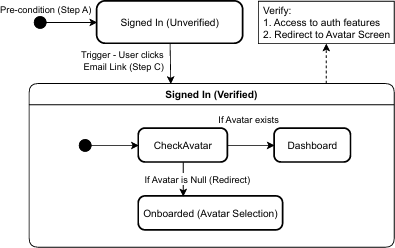 Pre-condition (Step A)
Signed In (Unverified)
Verify:
1. Access to auth features
2. Redirect to Avatar Screen
Trigger - User clicks
Email Link (Step C)
Signed In (Verified)
If Avatar exists
CheckAvatar
Dashboard
If Avatar is Null (Redirect)
Onboarded (Avatar Selection)